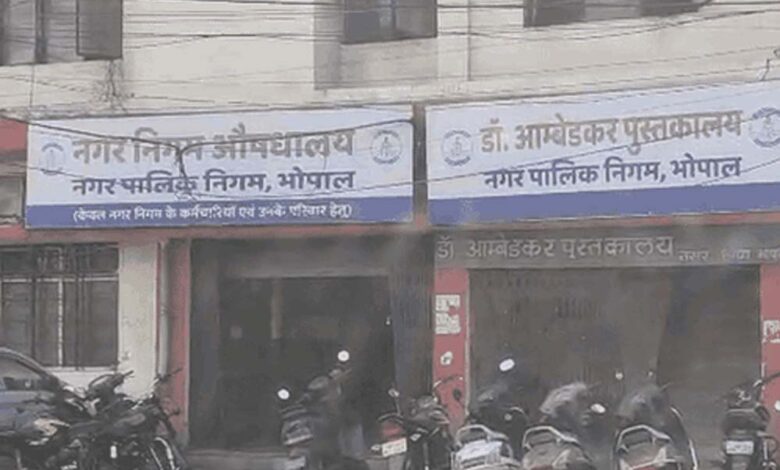 नगर निगम औषधालय
नगर पालिक निगम, भोपाल
(केवल नगर निगम के कर्मचारियों एवं उनके परिवार हेतु)
डॉ. आम्बेडकर पुस्तकालय
नगर पालिक निगम, भोपाल
डॉ आम्बेडकर पुस्तकालय नगर